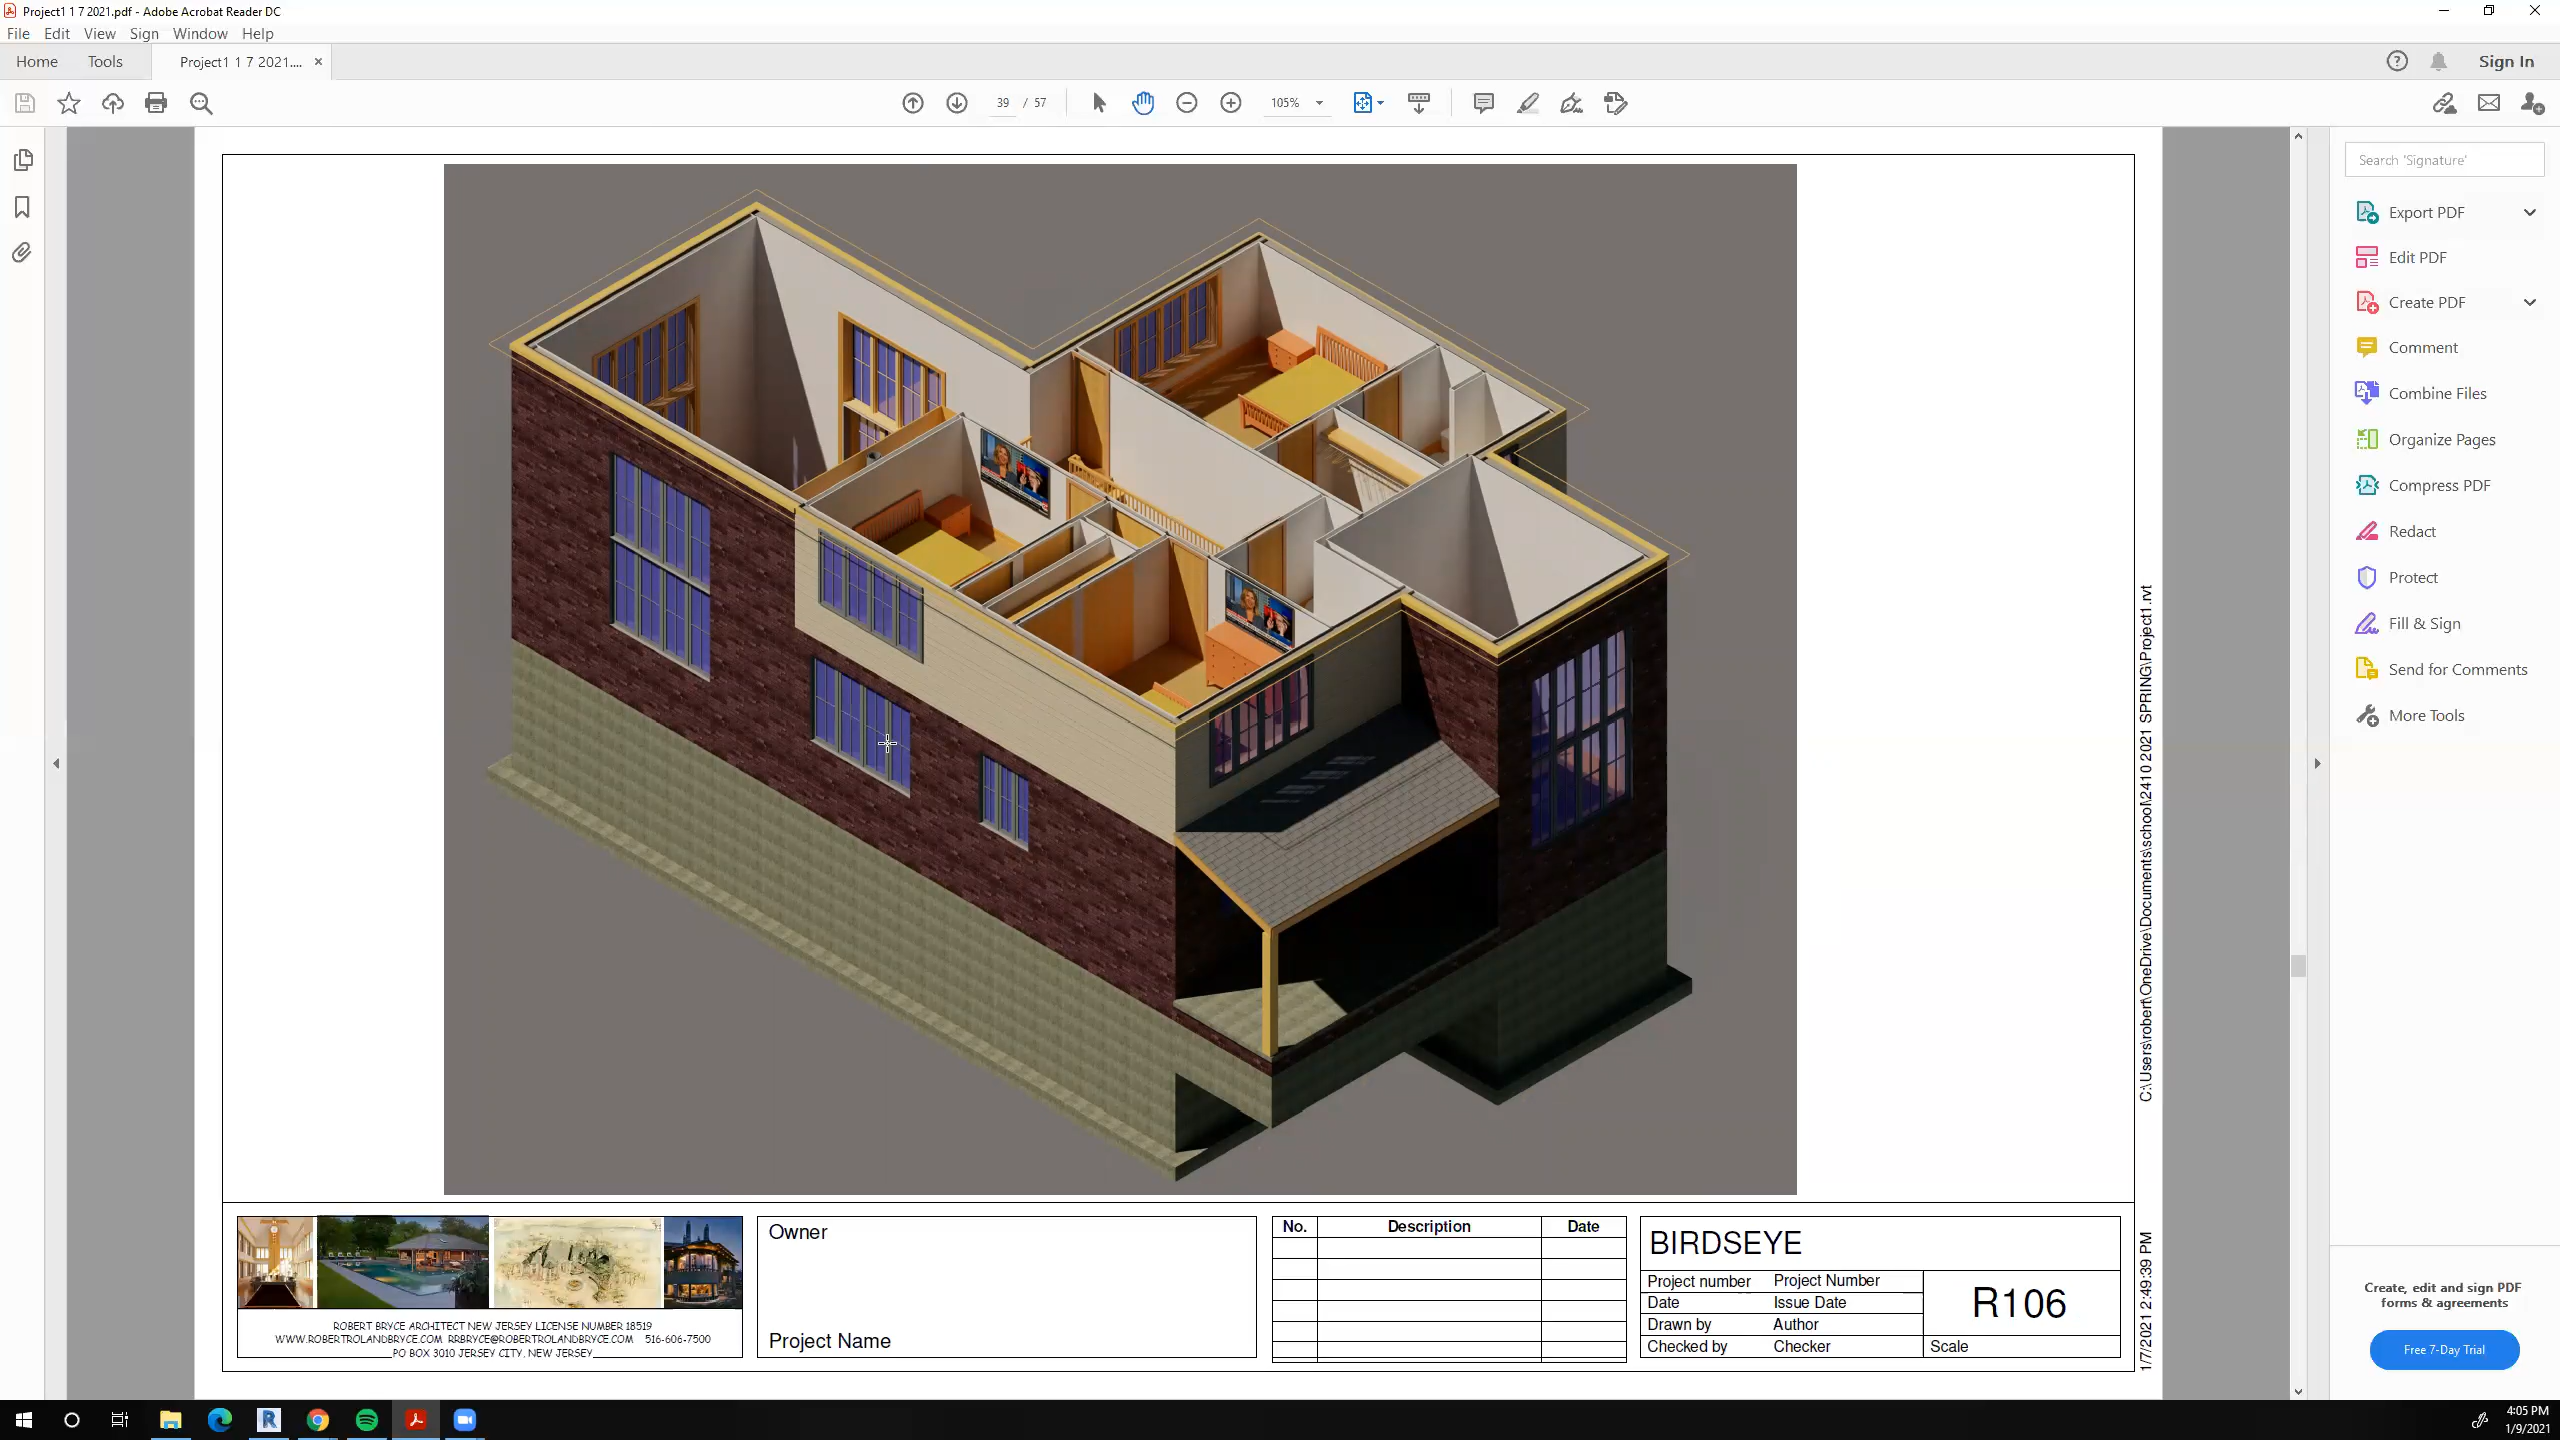 Project1 1 7 2021.pdf - Adobe Acrobat Reader DC
File Edit View Sign Window Help
Home Tools Project1 1 7 2021.... ×
Sign In
39 / 57 105%
Search 'Signature'
Export PDF
Edit PDF
Create PDF
Comment
Combine Files
Organize Pages
Compress PDF
Redact
Protect
Fill & Sign
Send for Comments
More Tools
Create, edit and sign PDF
forms & agreements
Free 7-Day Trial
C:\Users\robert\OneDrive\Documents\school\2410 2021 SPRING\Project1.rvt
1/7/2021 2:49:39 PM
ROBERT BRYCE ARCHITECT NEW JERSEY LICENSE NUMBER 18519
WWW.ROBERTROLANDBRYCE.COM RRBRYCE@ROBERTROLANDBRYCE.COM 516-606-7500
PO BOX 3010 JERSEY CITY, NEW JERSEY
Owner
Project Name
No. Description Date
BIRDSEYE
Project number Project Number
Date Issue Date
Drawn by Author
Checked by Checker
R106
Scale
4:05 PM
1/9/2021